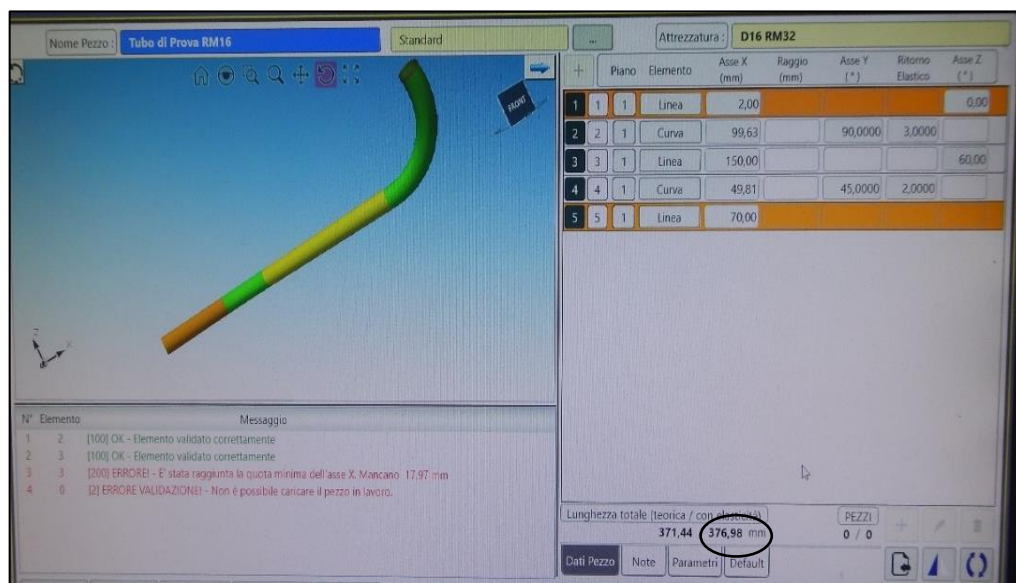 Nome Pezzo : Tubo di Prova RM16 Standard ... Attrezzatura : D16 RM32
FRONT
Z
X
+ Piano Elemento Asse X (mm) Raggio (mm) Asse Y (°) Ritorno Elastico Asse Z (°)
1 1 1 Linea 2,00 0,00
2 2 1 Curva 99,63 90,0000 3,0000
3 3 1 Linea 150,00 60,00
4 4 1 Curva 49,81 45,0000 2,0000
5 5 1 Linea 70,00
N° Elemento Messaggio
1 2 [100] OK - Elemento validato correttamente
2 3 [100] OK - Elemento validato correttamente
3 3 [200] ERRORE! - E' stata raggiunta la quota minima dell'asse X. Mancano 17,97 mm
4 0 [2] ERRORE VALIDAZIONE! - Non è possibile caricare il pezzo in lavoro.
Lunghezza totale (teorica / con elasticità) PEZZI
371,44 376,98 mm 0 / 0
Dati Pezzo Note Parametri Default